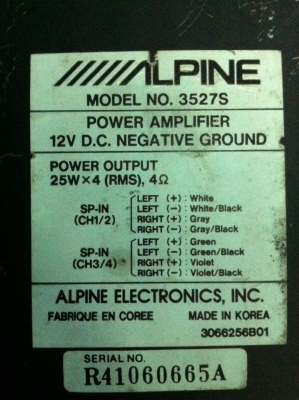 ALPINE
MODEL NO. 3527S
POWER AMPLIFIER
12V D.C. NEGATIVE GROUND
POWER OUTPUT
25W×4 (RMS), 4Ω
SP-IN (CH1/2)
LEFT (+) : White
LEFT (−) : White/Black
RIGHT (+) : Gray
RIGHT (−) : Gray/Black
SP-IN (CH3/4)
LEFT (+) : Green
LEFT (−) : Green/Black
RIGHT (+) : Violet
RIGHT (−) : Violet/Black
ALPINE ELECTRONICS, INC.
FABRIQUE EN COREE MADE IN KOREA
3066256B01
SERIAL NO.
R41060665A